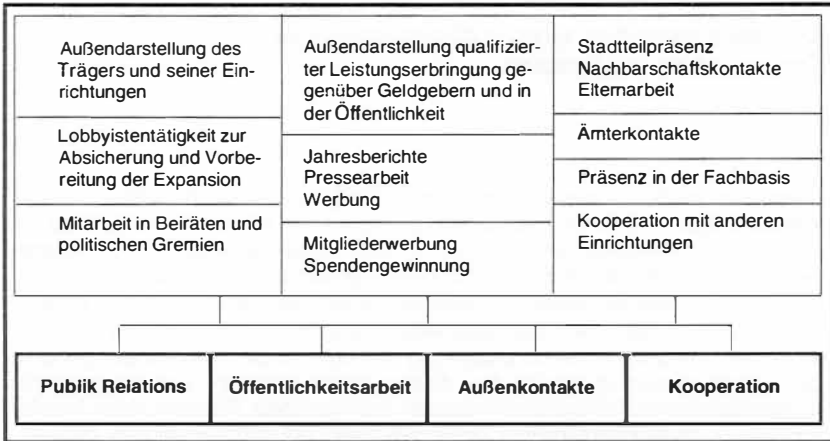 Außendarstellung des
Trägers und seiner Ein-
richtungen
Lobbyistentätigkeit zur
Absicherung und Vorbe-
reitung der Expansion
Mitarbeit in Beiräten und
politischen Gremien
Außendarstellung qualifizier-
ter Leistungserbringung ge-
genüber Geldgebern und in
der Öffentlichkeit
Jahresberichte
Pressearbeit
Werbung
Mitgliederwerbung
Spendengewinnung
Stadtteilpräsenz
Nachbarschaftskontakte
Elternarbeit
Ämterkontakte
Präsenz in der Fachbasis
Kooperation mit anderen
Einrichtungen
Publik Relations
Öffentlichkeitsarbeit
Außenkontakte
Kooperation